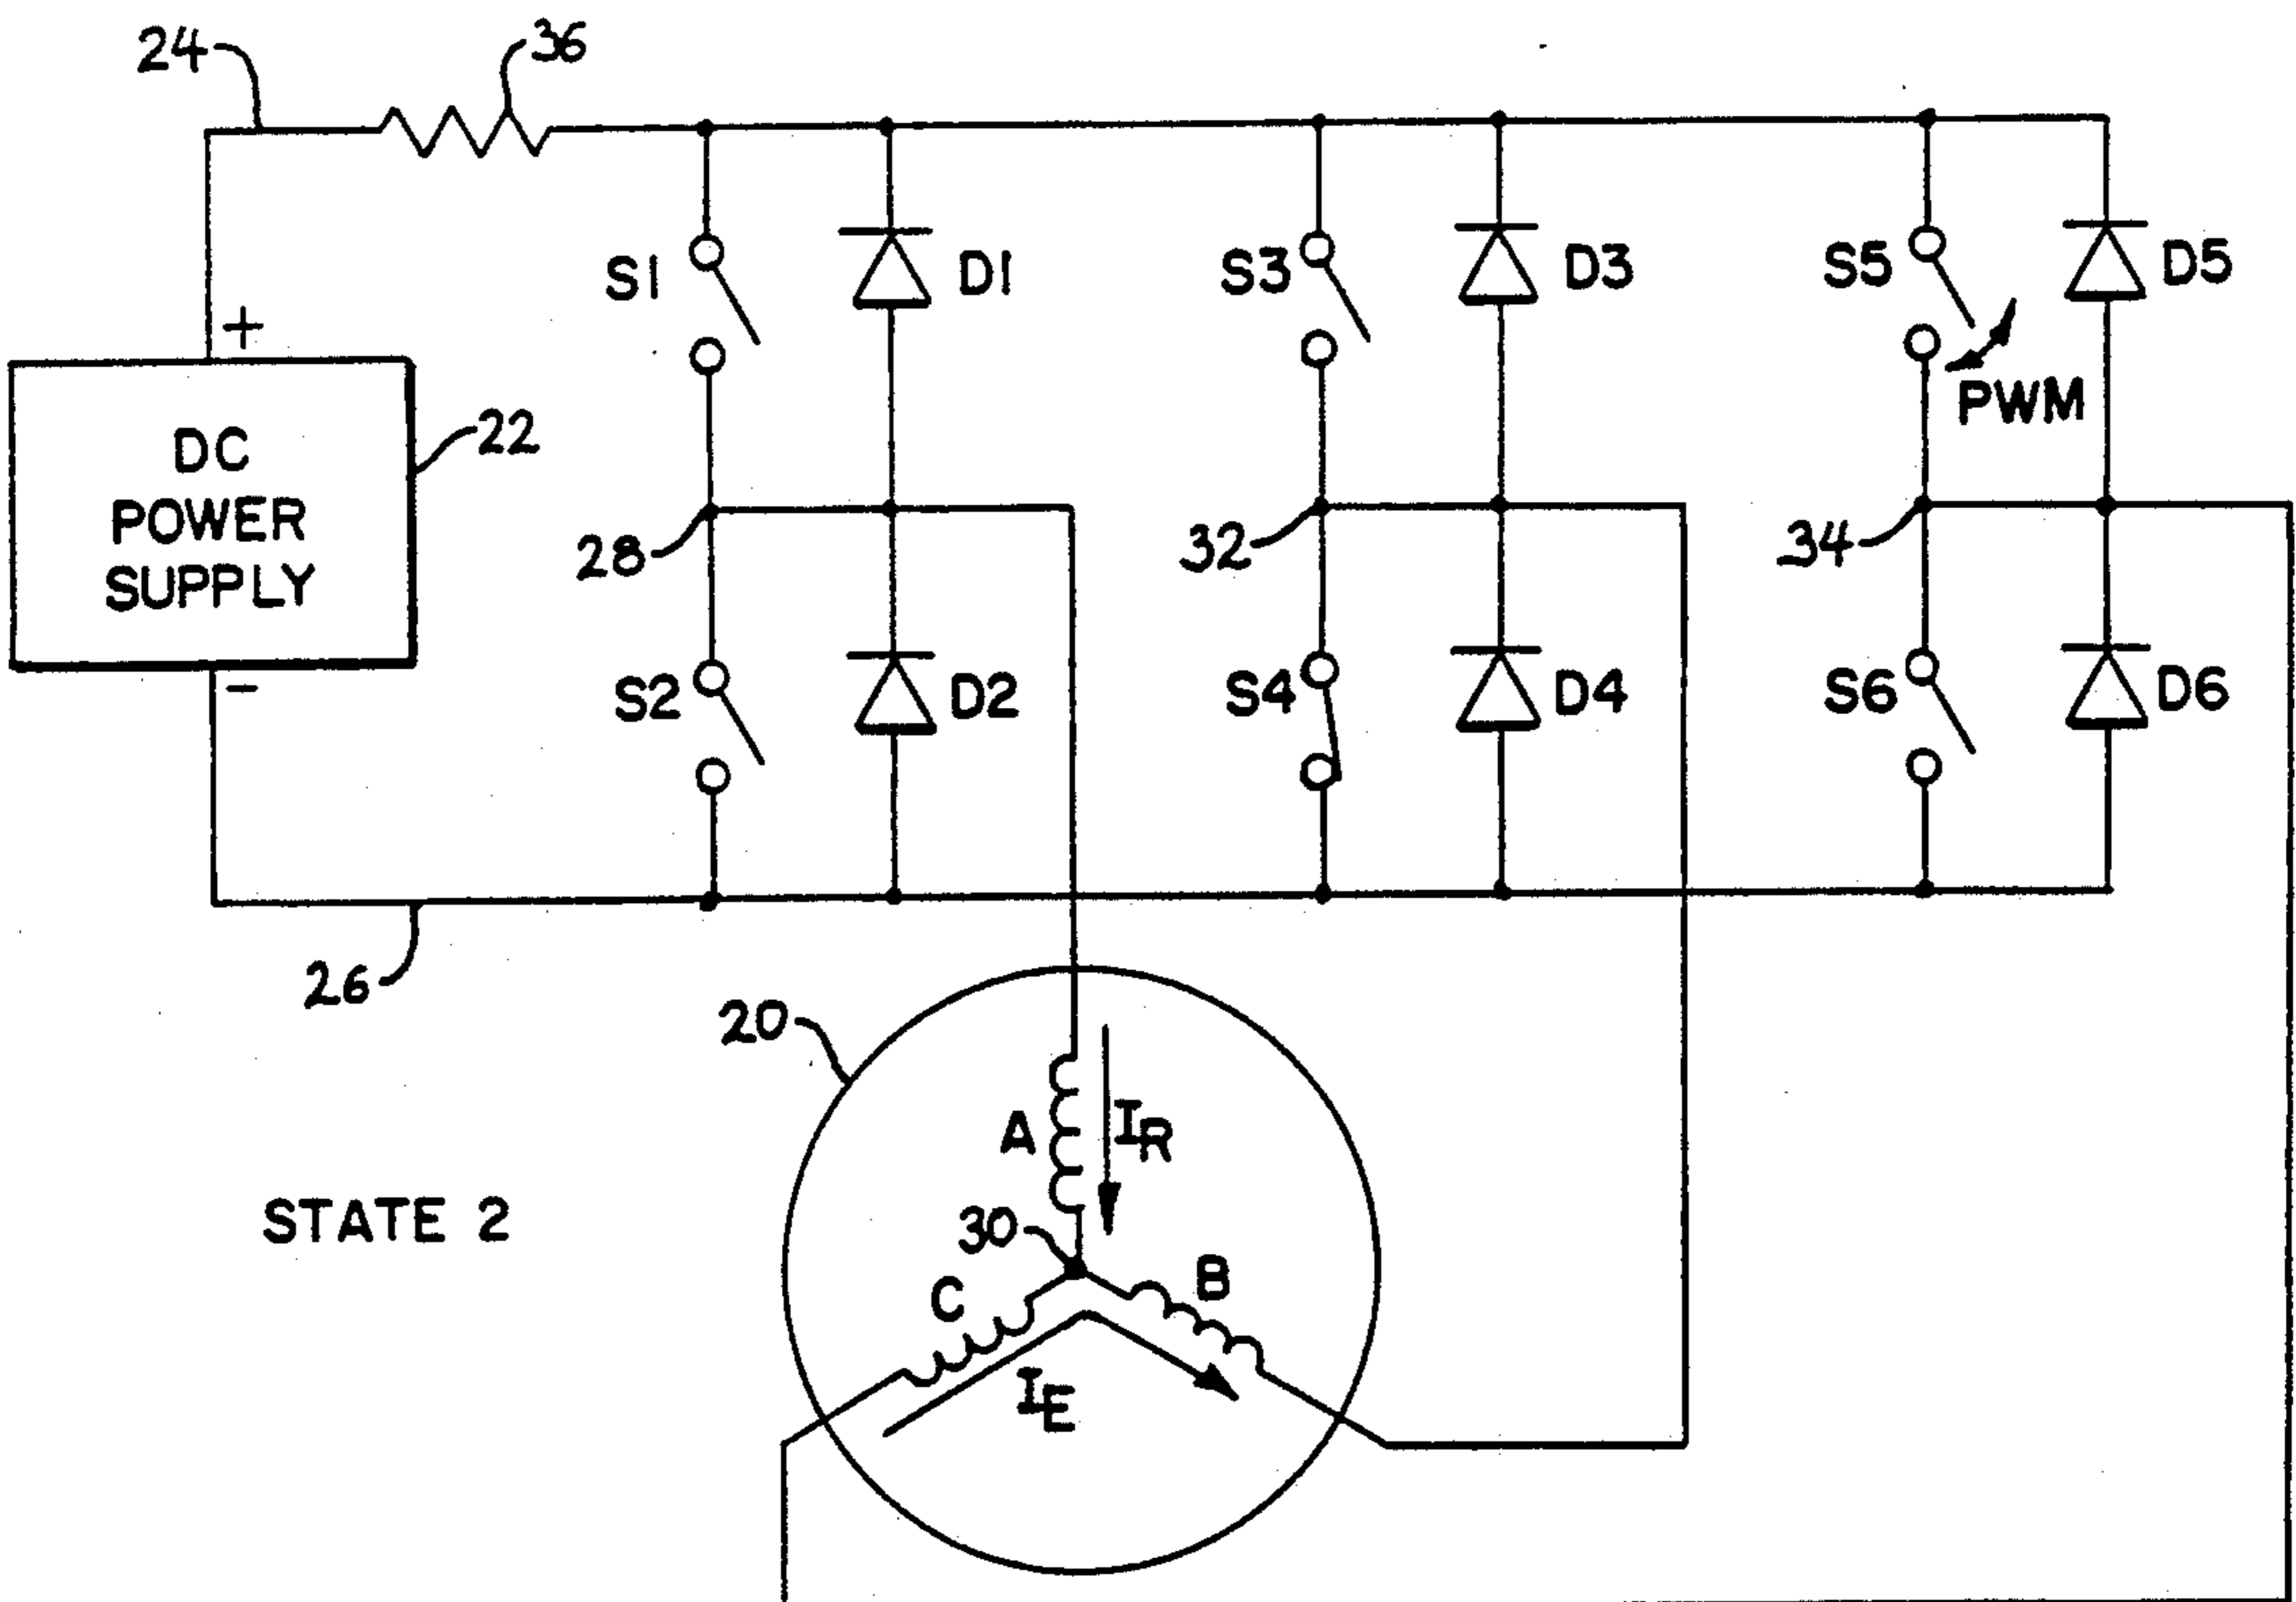 24
36
S1
D1
S3
D3
S5
D5
PWM
+
DC
POWER
SUPPLY
22
28
32
34
-
S2
D2
S4
D4
S6
D6
26
20
A
IR
STATE 2
30
C
B
IE